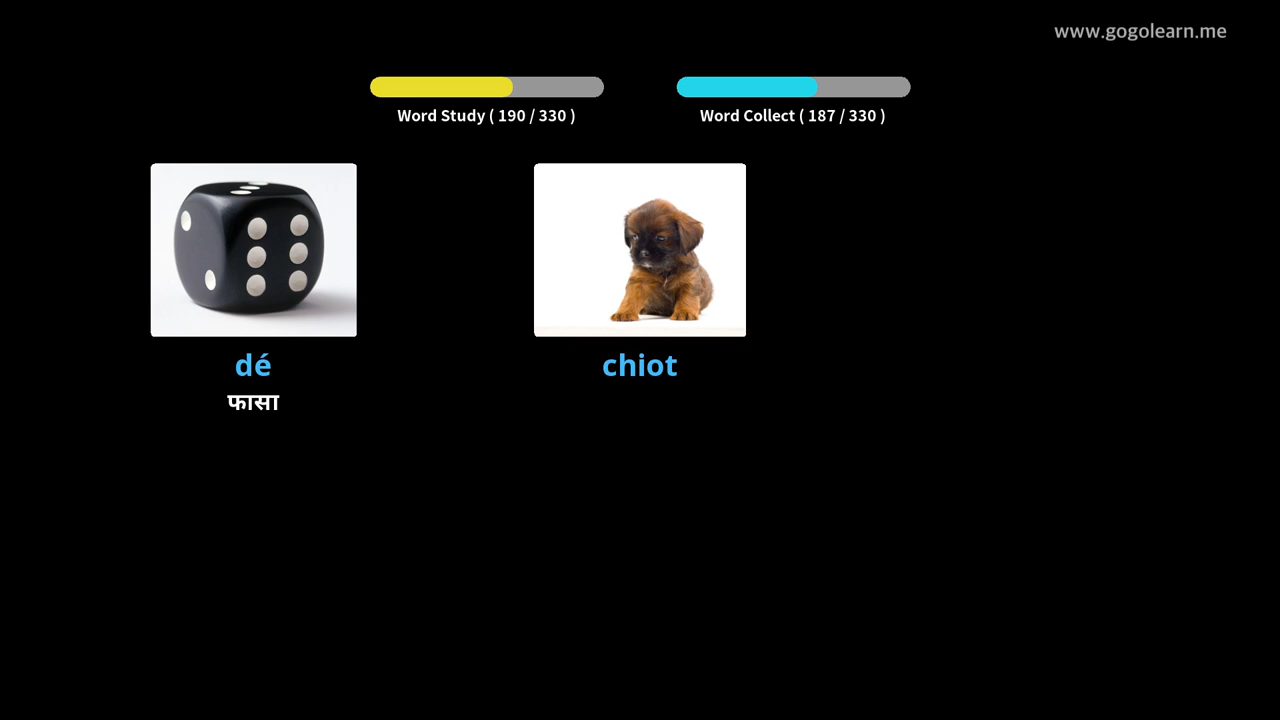 www.gogolearn.me
Word Study ( 190 / 330 )
Word Collect ( 187 / 330 )
dé
फासा
chiot